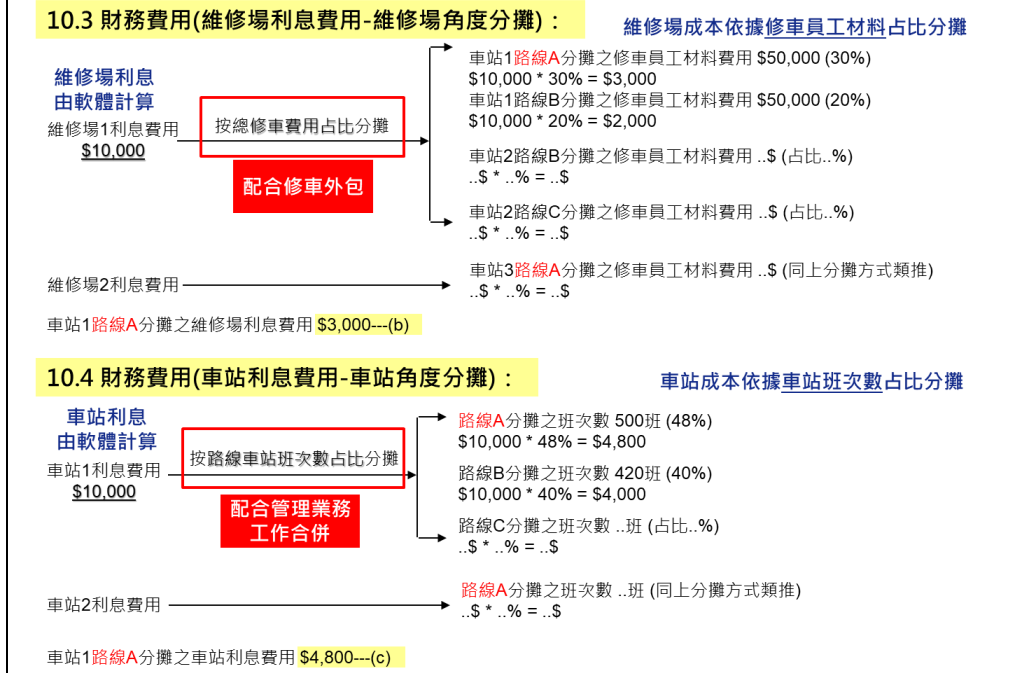 10.3 財務費用(維修場利息費用-維修場角度分攤)：
維修場成本依據修車員工材料占比分攤
維修場利息
由軟體計算
維修場1利息費用
$10,000
按總修車費用占比分攤
配合修車外包
車站1路線A分攤之修車員工材料費用 $50,000 (30%)
$10,000 * 30% = $3,000
車站1路線B分攤之修車員工材料費用 $50,000 (20%)
$10,000 * 20% = $2,000
車站2路線B分攤之修車員工材料費用 ..$ (占比..%)
..$ * ..% = ..$
車站2路線C分攤之修車員工材料費用 ..$ (占比..%)
..$ * ..% = ..$
維修場2利息費用
車站3路線A分攤之修車員工材料費用 ..$ (同上分攤方式類推)
..$ * ..% = ..$
車站1路線A分攤之維修場利息費用 $3,000---(b)
10.4 財務費用(車站利息費用-車站角度分攤)：
車站成本依據車站班次數占比分攤
車站利息
由軟體計算
車站1利息費用
$10,000
按路線車站班次數占比分攤
配合管理業務
工作合併
路線A分攤之班次數 500班 (48%)
$10,000 * 48% = $4,800
路線B分攤之班次數 420班 (40%)
$10,000 * 40% = $4,000
路線C分攤之班次數 ..班 (占比..%)
..$ * ..% = ..$
車站2利息費用
路線A分攤之班次數 ..班 (同上分攤方式類推)
..$ * ..% = ..$
車站1路線A分攤之車站利息費用 $4,800---(c)